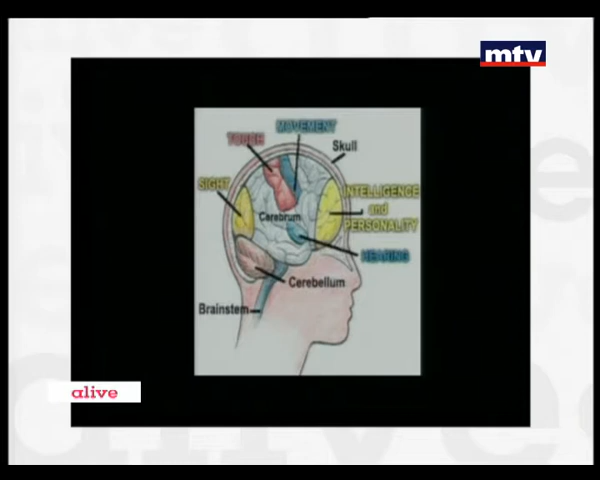 mtv
MOVEMENT
TOUCH
Skull
SIGHT
INTELLIGENCE
and
PERSONALITY
Cerebrum
HEARING
Cerebellum
Brainstem
alive